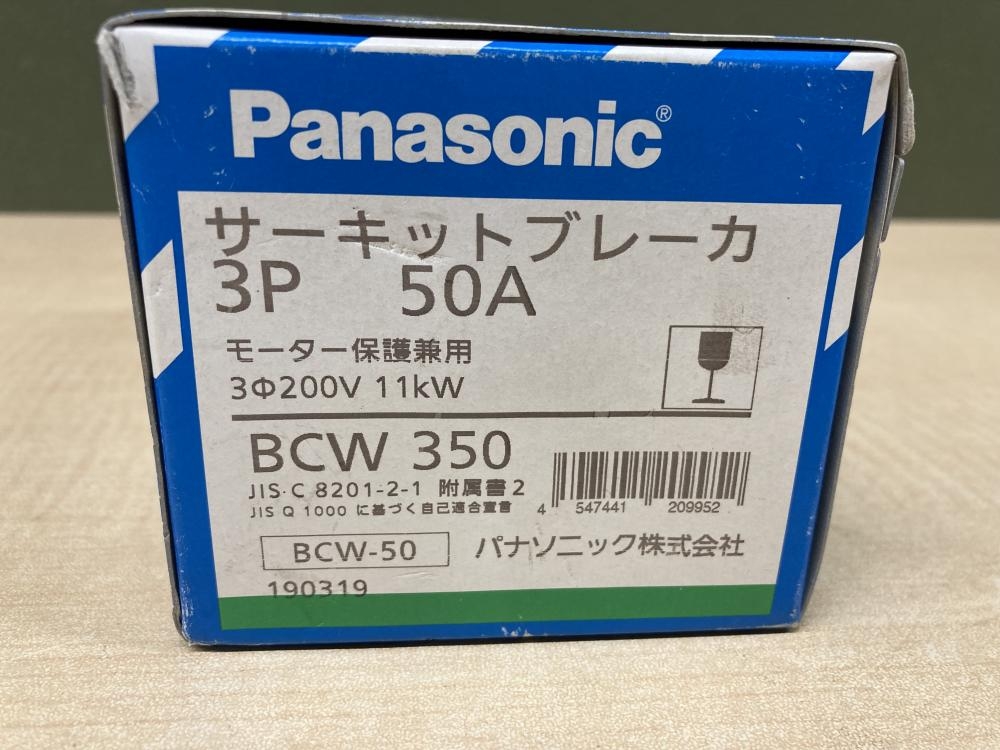 Panasonic®
サーキットブレーカ
3P 50A
モーター保護兼用
3Φ200V 11kW
BCW 350
JIS・C 8201-2-1 附属書2
JIS Q 1000 に基づく自己適合宣言
4 547441 209952
BCW-50 パナソニック株式会社
190319